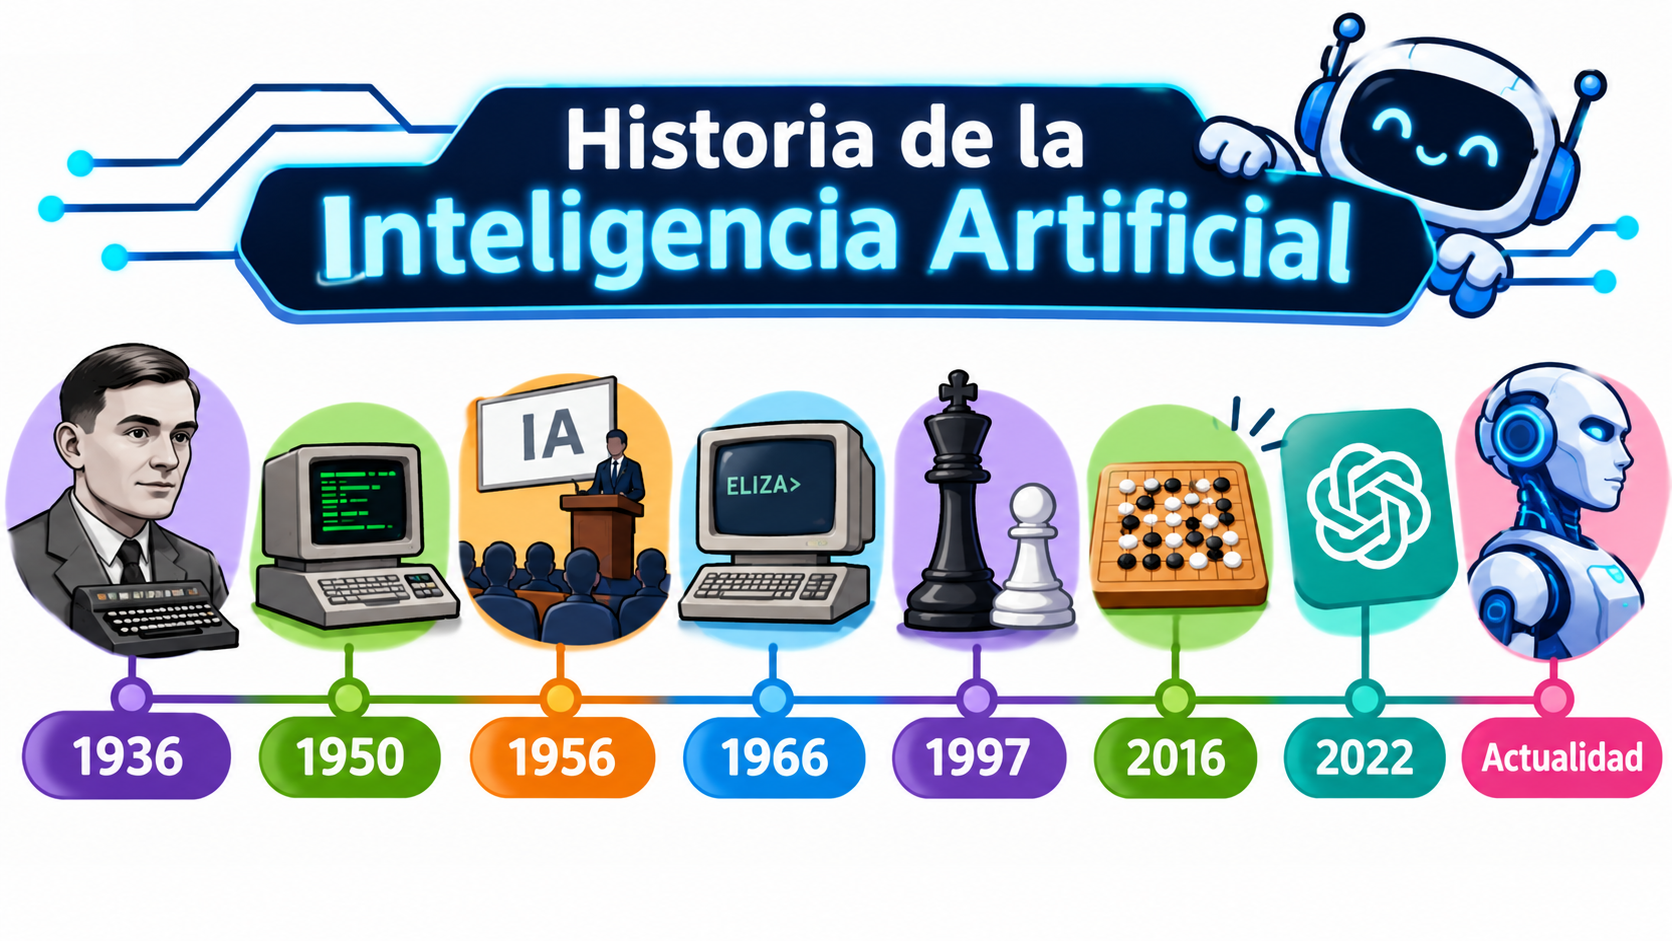 Historia de la
Inteligencia Artificial
IA
ELIZA>
1936
1950
1956
1966
1997
2016
2022
Actualidad